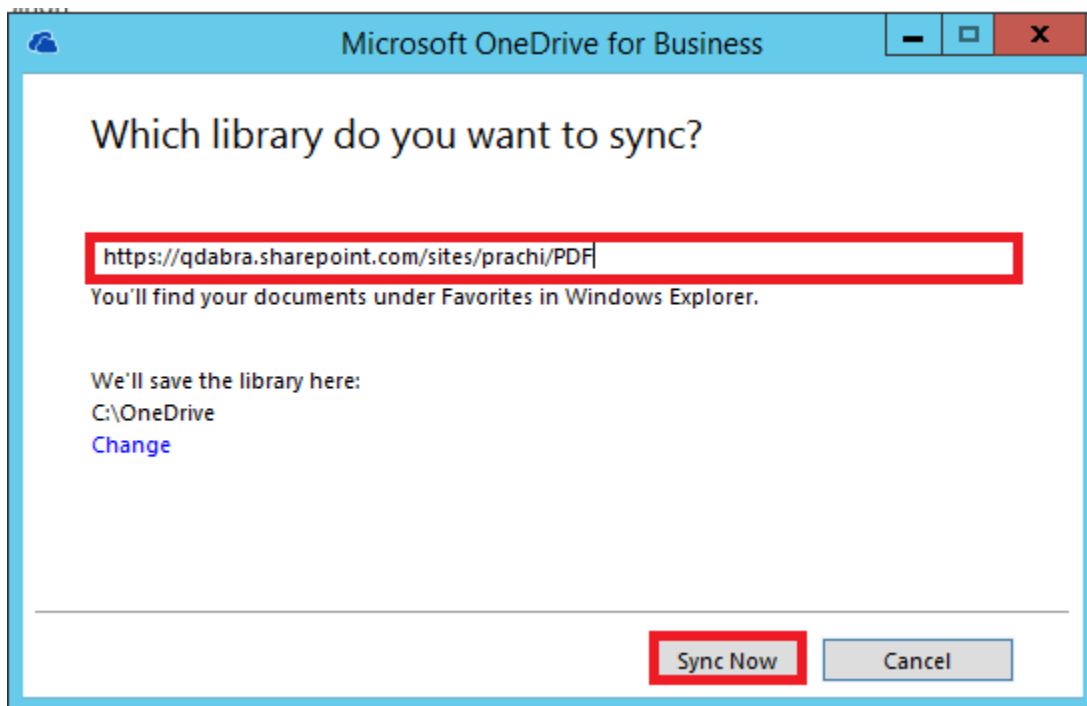 Microsoft OneDrive for Business
Which library do you want to sync?
https://qdabra.sharepoint.com/sites/prachi/PDF
You'll find your documents under Favorites in Windows Explorer.
We'll save the library here:
C:\OneDrive
Change
Sync Now
Cancel